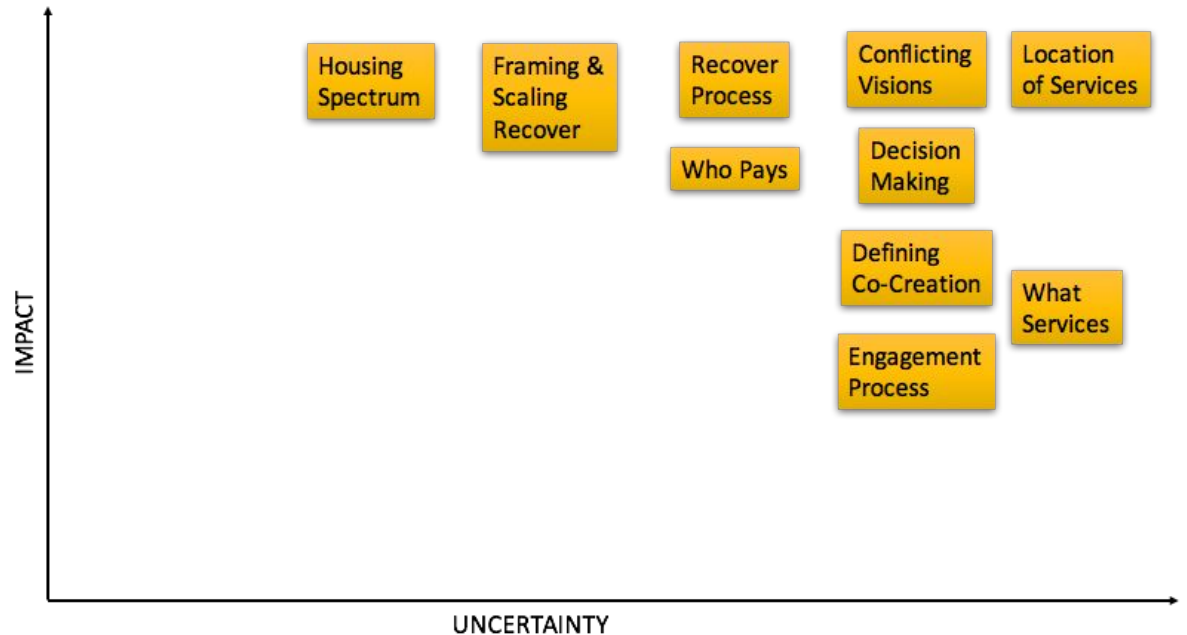 Housing
Spectrum
Framing &
Scaling
Recover
Recover
Process
Conflicting
Visions
Location
of Services
Who Pays
Decision
Making
Defining
Co-Creation
What
Services
Engagement
Process
IMPACT
UNCERTAINTY